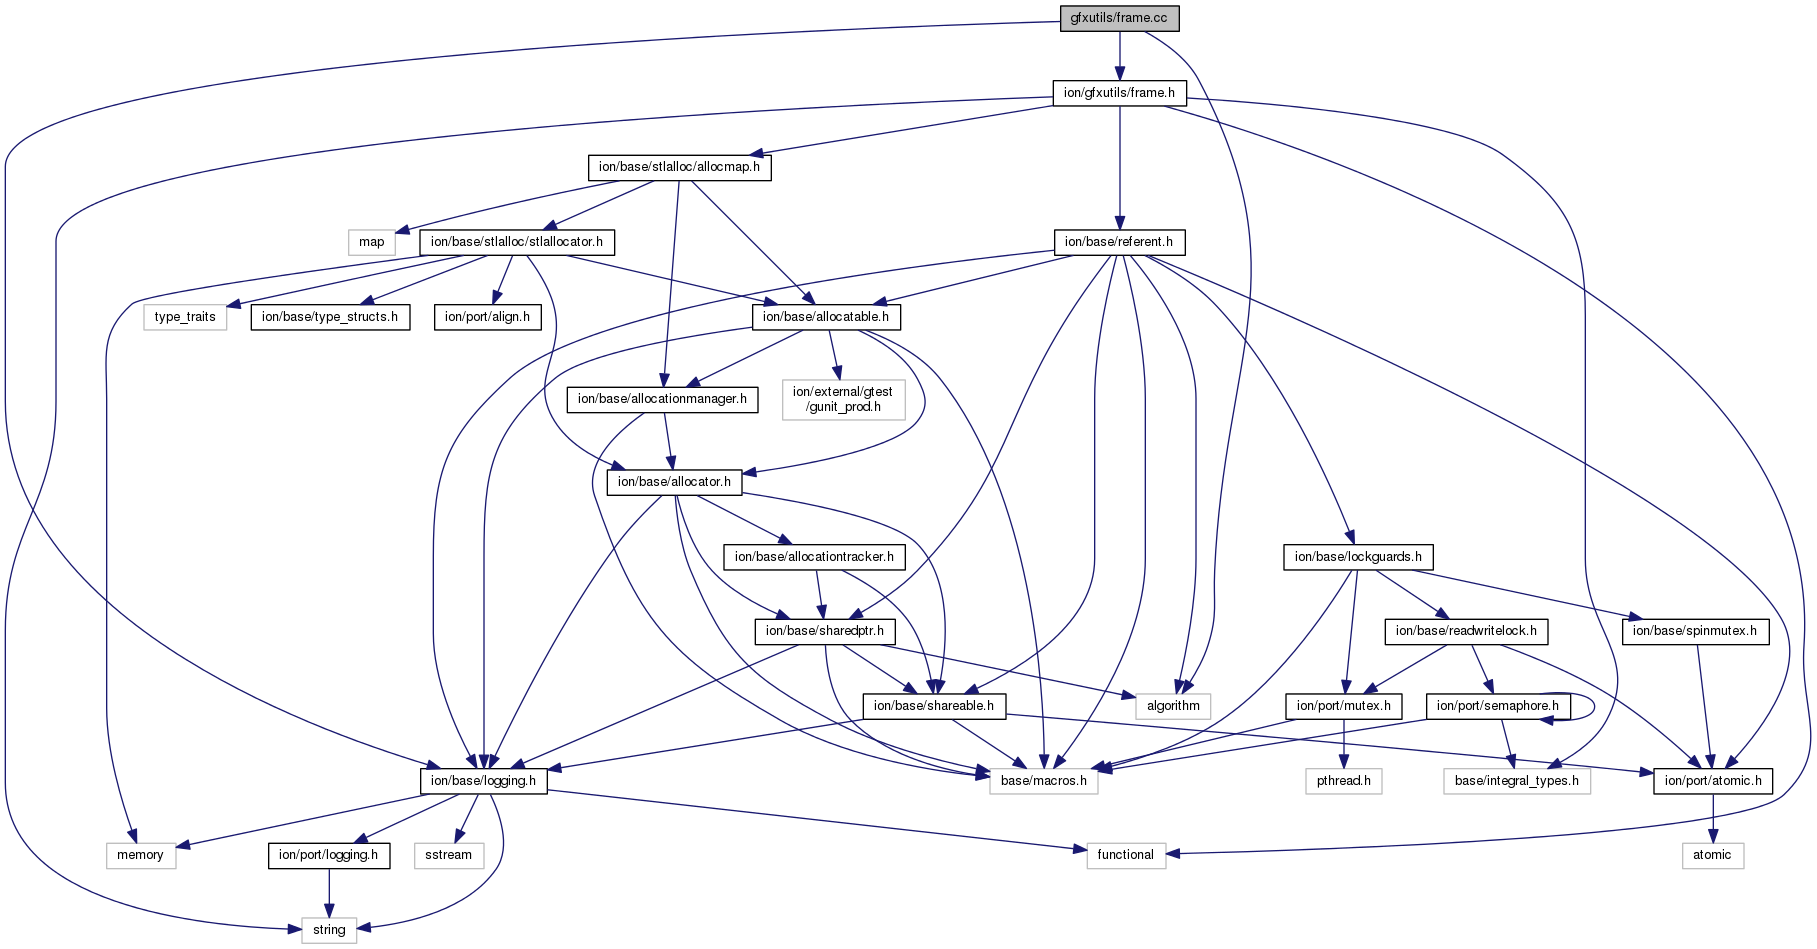 gfxutils/frame.cc
ion/gfxutils/frame.h
ion/base/stlalloc/allocmap.h
map
ion/base/stlalloc/stlallocator.h
ion/base/referent.h
type_traits
ion/base/type_structs.h
ion/port/align.h
ion/base/allocatable.h
ion/base/allocationmanager.h
ion/external/gtest
/gunit_prod.h
ion/base/allocator.h
ion/base/allocationtracker.h
ion/base/lockguards.h
ion/base/sharedptr.h
ion/base/readwritelock.h
ion/base/spinmutex.h
ion/base/shareable.h
algorithm
ion/port/mutex.h
ion/port/semaphore.h
ion/base/logging.h
base/macros.h
pthread.h
base/integral_types.h
ion/port/atomic.h
memory
ion/port/logging.h
sstream
functional
atomic
string